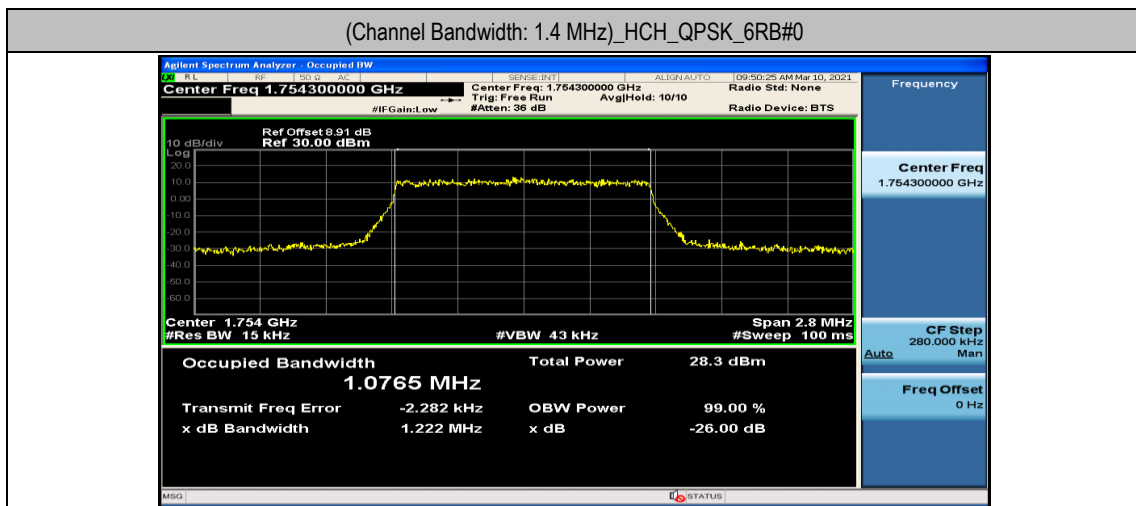 (Channel Bandwidth: 1.4 MHz)_HCH_QPSK_6RB#0
Agilent Spectrum Analyzer - Occupied BW
LXI RL RF 50 Ω AC SENSE:INT ALIGNAUTO 09:50:25 AM Mar 10, 2021
Center Freq 1.754300000 GHz
Center Freq: 1.754300000 GHz
Radio Std: None
Trig: Free Run Avg|Hold: 10/10
#IFGain:Low #Atten: 36 dB Radio Device: BTS
Ref Offset 8.91 dB
10 dB/div Ref 30.00 dBm
Log
20.0
10.0
0.00
-10.0
-20.0
-30.0
-40.0
-50.0
-60.0
Center 1.754 GHz Span 2.8 MHz
#Res BW 15 kHz #VBW 43 kHz #Sweep 100 ms
Occupied Bandwidth Total Power 28.3 dBm
1.0765 MHz
Transmit Freq Error -2.282 kHz OBW Power 99.00 %
x dB Bandwidth 1.222 MHz x dB -26.00 dB
Frequency
Center Freq
1.754300000 GHz
CF Step
280.000 kHz
Auto Man
Freq Offset
0 Hz
MSG STATUS